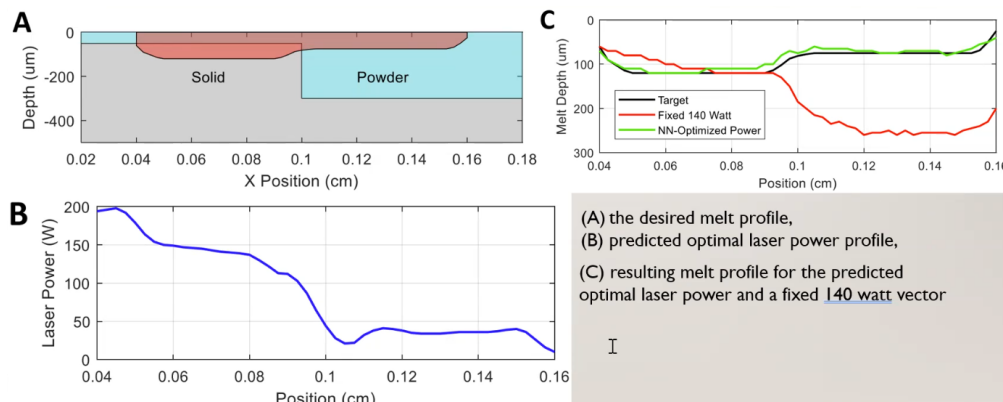 A
Depth (um)
0
-200
-400
Solid
Powder
0.02 0.04 0.06 0.08 0.1 0.12 0.14 0.16 0.18
X Position (cm)
B
Laser Power (W)
200
150
100
50
0
0.04 0.06 0.08 0.1 0.12 0.14 0.16
Position (cm)
C
Melt Depth (um)
0
100
200
300
Target
Fixed 140 Watt
NN-Optimized Power
0.04 0.06 0.08 0.1 0.12 0.14 0.16
Position (cm)
(A) the desired melt profile,
(B) predicted optimal laser power profile,
(C) resulting melt profile for the predicted
optimal laser power and a fixed 140 watt vector